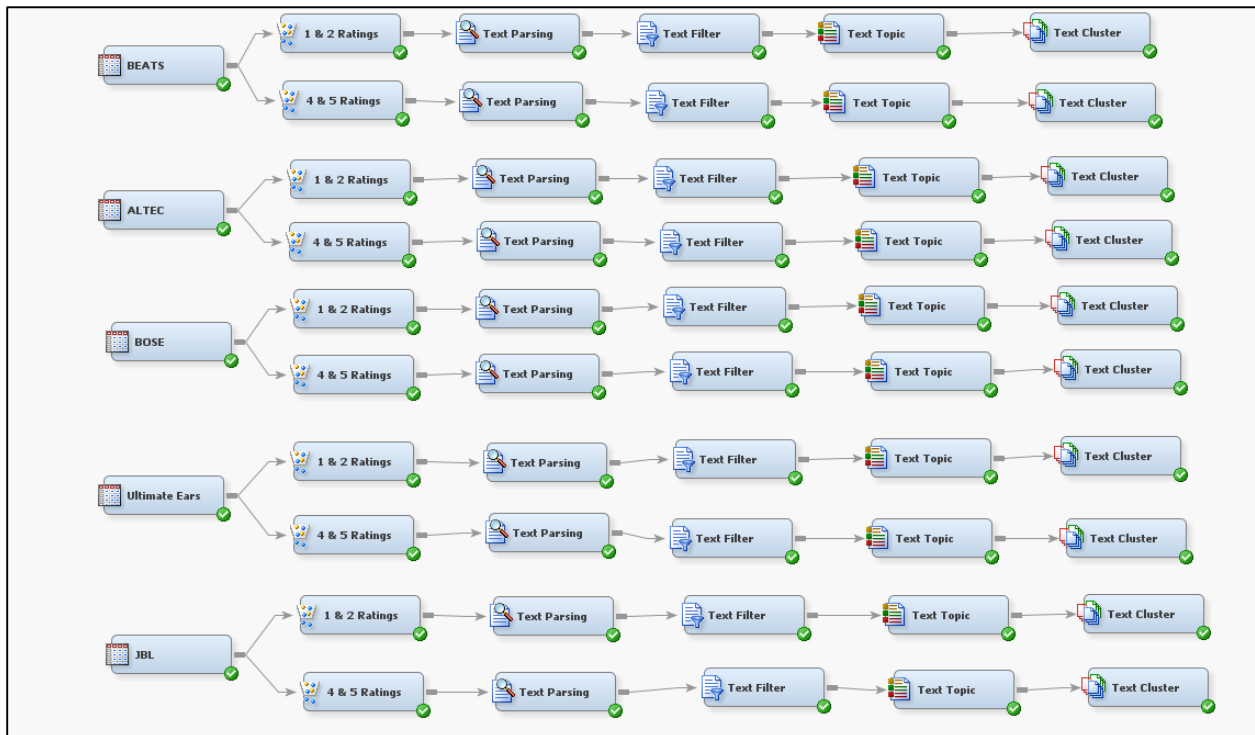 1 & 2 Ratings Text Parsing Text Filter Text Topic Text Cluster
BEATS
4 & 5 Ratings Text Parsing Text Filter Text Topic Text Cluster
1 & 2 Ratings Text Parsing Text Filter Text Topic Text Cluster
ALTEC
4 & 5 Ratings Text Parsing Text Filter Text Topic Text Cluster
1 & 2 Ratings Text Parsing Text Filter Text Topic Text Cluster
BOSE
4 & 5 Ratings Text Parsing Text Filter Text Topic Text Cluster
1 & 2 Ratings Text Parsing Text Filter Text Topic Text Cluster
Ultimate Ears
4 & 5 Ratings Text Parsing Text Filter Text Topic Text Cluster
1 & 2 Ratings Text Parsing Text Filter Text Topic Text Cluster
JBL
4 & 5 Ratings Text Parsing Text Filter Text Topic Text Cluster